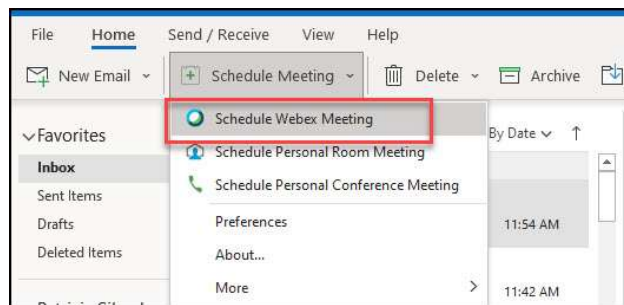 File Home Send / Receive View Help
New Email Schedule Meeting Delete Archive
Schedule Webex Meeting
Favorites By Date
Schedule Personal Room Meeting
Inbox
Schedule Personal Conference Meeting
Sent Items
Drafts Preferences 11:54 AM
Deleted Items About...
More 11:42 AM